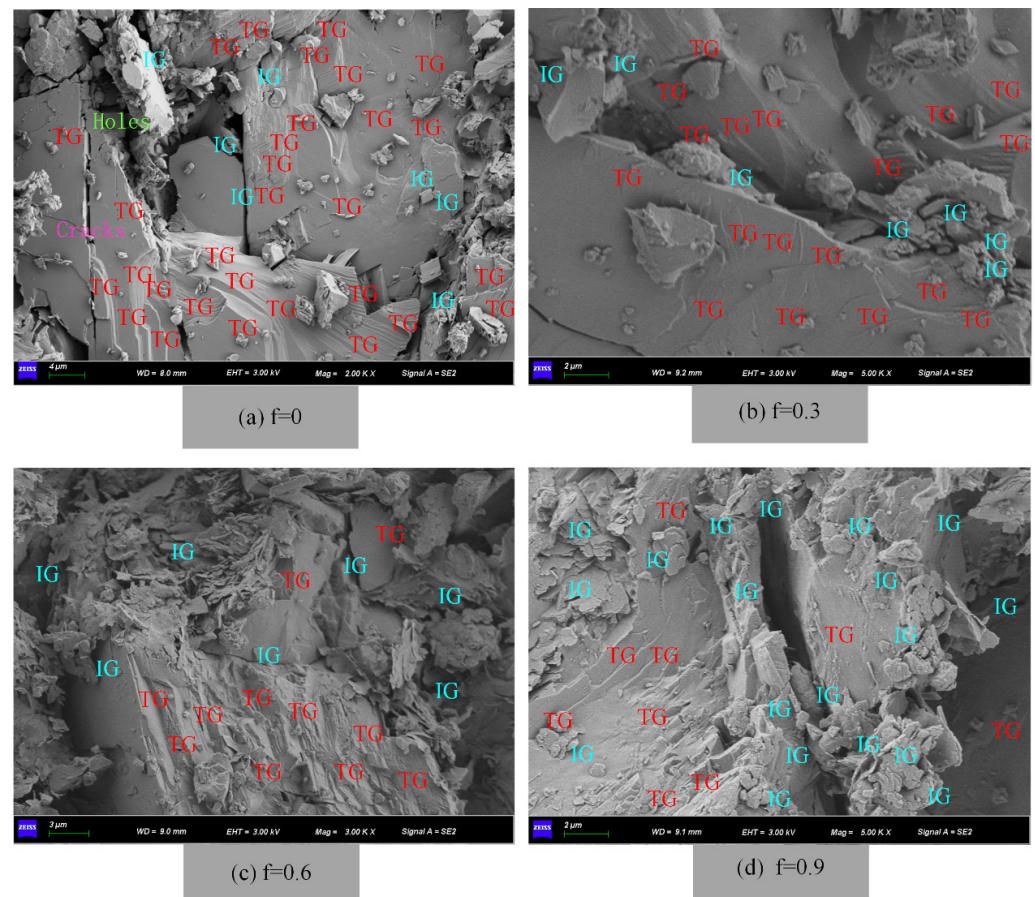 TG
TG
TG
IG
TG
TG
TG
IG
Holes
TG
TG
TG
TG
IG
TG
TG
IG
TG
IG
TG
IG
TG
Cracks
TG
TG
TG
TG
TG
TG
TG
IG
TG
TG
TG
TG
TG
TG
TG
TG
ZEISS
4 µm
WD = 8.0 mm
EHT = 3.00 kV
Mag = 2.00 K X
Signal A = SE2
(a) f=0
TG
IG
IG
TG
TG
TG
TG
TG
TG
TG
TG
TG
IG
IG
IG
TG
TG
IG
TG
IG
TG
TG
TG
TG
TG
ZEISS
2 µm
WD = 9.2 mm
EHT = 3.00 kV
Mag = 5.00 K X
Signal A = SE2
(b) f=0.3
TG
IG
IG
IG
TG
IG
IG
IG
IG
TG
TG
TG
TG
TG
TG
TG
TG
TG
ZEISS
3 µm
WD = 9.0 mm
EHT = 3.00 kV
Mag = 3.00 K X
Signal A = SE2
(c) f=0.6
TG
IG
IG
IG
IG
IG
IG
IG
IG
IG
IG
TG
IG
TG
TG
IG
IG
TG
TG
TG
IG
IG
IG
IG
TG
TG
IG
IG
ZEISS
2 µm
WD = 9.1 mm
EHT = 3.00 kV
Mag = 5.00 K X
Signal A = SE2
(d) f=0.9